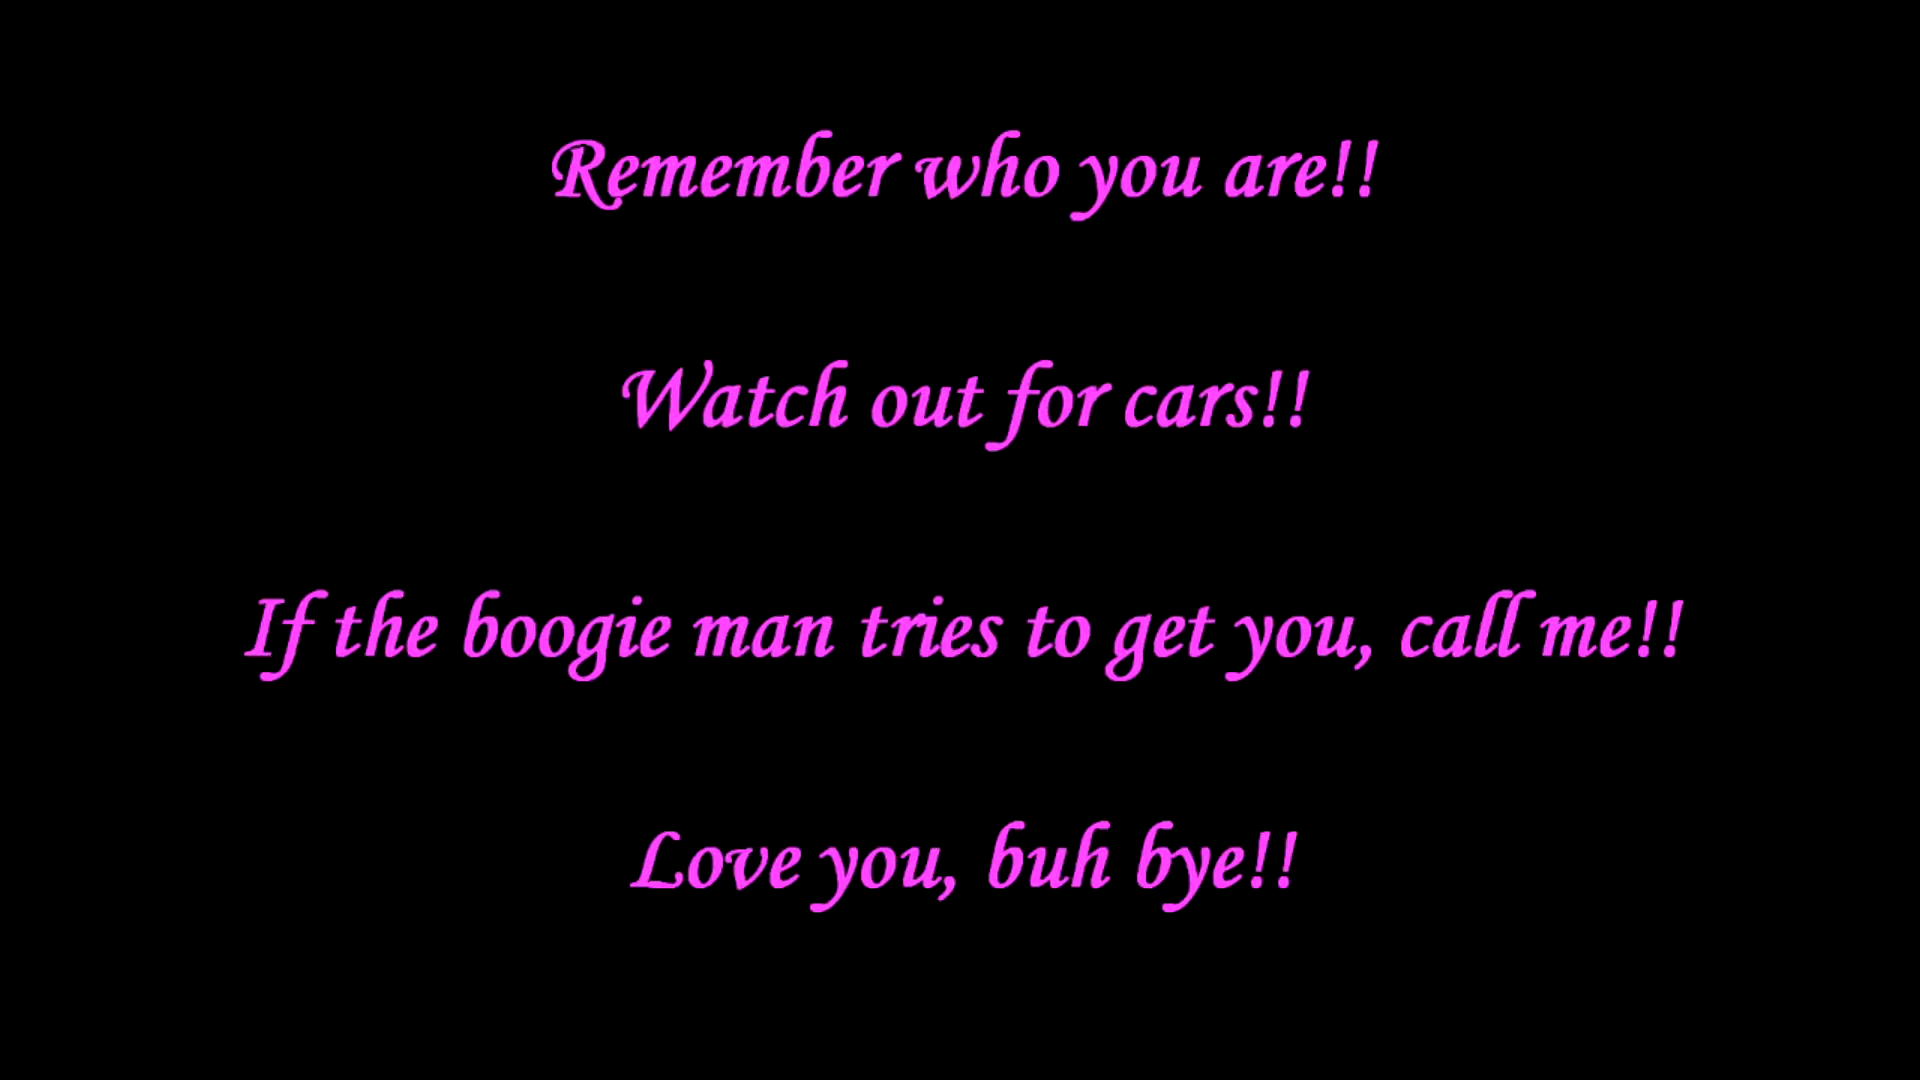 Remember who you are!!
Watch out for cars!!
If the boogie man tries to get you, call me!!
Love you, buh bye!!